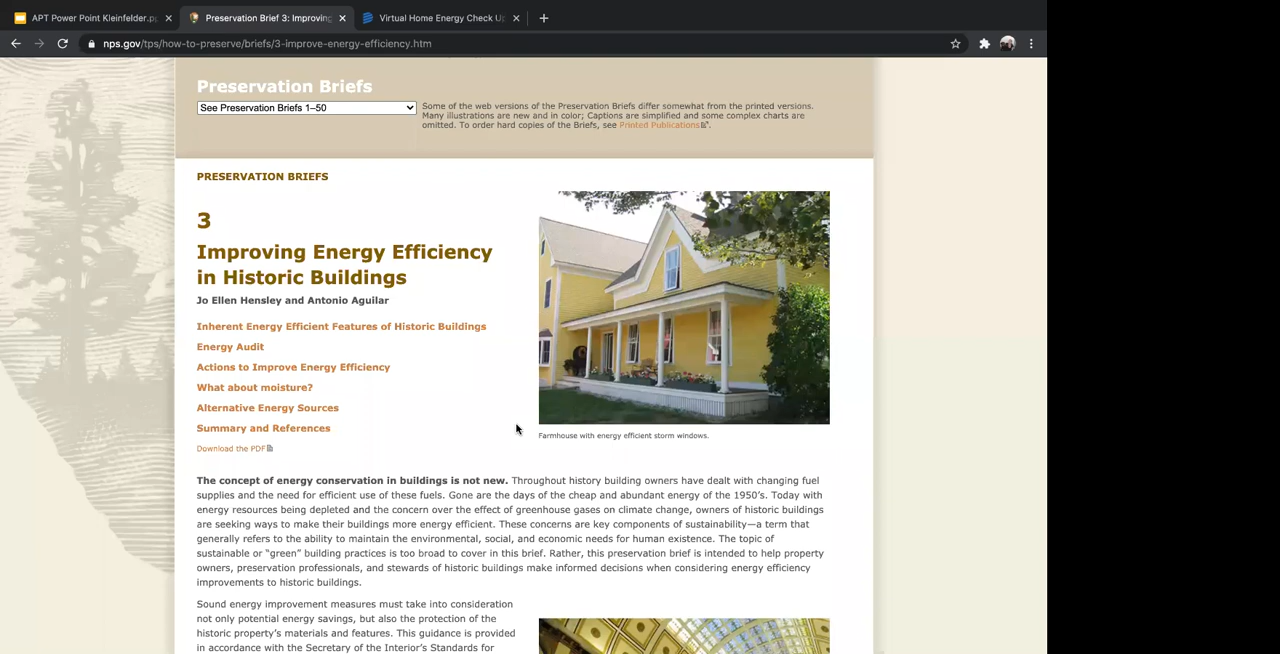 APT Power Point Kleinfelder.p
Preservation Brief 3: Improving
Virtual Home Energy Check U
nps.gov/tps/how-to-preserve/briefs/3-improve-energy-efficiency.htm
Preservation Briefs
See Preservation Briefs 1–50
Some of the web versions of the Preservation Briefs differ somewhat from the printed versions.
Many illustrations are new and in color; Captions are simplified and some complex charts are
omitted. To order hard copies of the Briefs, see Printed Publications.
PRESERVATION BRIEFS
3
Improving Energy Efficiency
in Historic Buildings
Jo Ellen Hensley and Antonio Aguilar
Inherent Energy Efficient Features of Historic Buildings
Energy Audit
Actions to Improve Energy Efficiency
What about moisture?
Alternative Energy Sources
Summary and References
Download the PDF
Farmhouse with energy efficient storm windows.
The concept of energy conservation in buildings is not new. Throughout history building owners have dealt with changing fuel
supplies and the need for efficient use of these fuels. Gone are the days of the cheap and abundant energy of the 1950's. Today with
energy resources being depleted and the concern over the effect of greenhouse gases on climate change, owners of historic buildings
are seeking ways to make their buildings more energy efficient. These concerns are key components of sustainability—a term that
generally refers to the ability to maintain the environmental, social, and economic needs for human existence. The topic of
sustainable or "green" building practices is too broad to cover in this brief. Rather, this preservation brief is intended to help property
owners, preservation professionals, and stewards of historic buildings make informed decisions when considering energy efficiency
improvements to historic buildings.
Sound energy improvement measures must take into consideration
not only potential energy savings, but also the protection of the
historic property's materials and features. This guidance is provided
in accordance with the Secretary of the Interior's Standards for